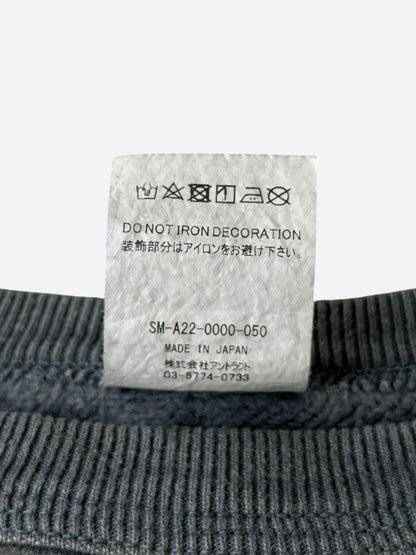 DO NOT IRON DECORATION
装飾部分はアイロンをお避け下さい。
SM-A22-0000-050
MADE IN JAPAN
株式会社アントラクト
03-5774-0733